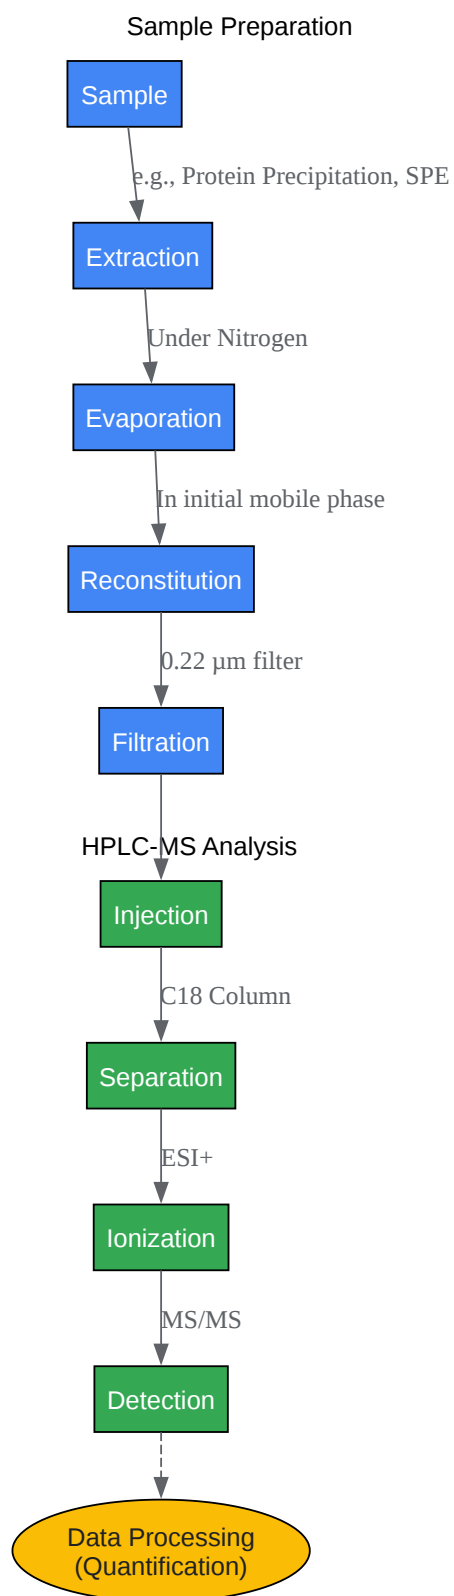 Sample Preparation
Sample
e.g., Protein Precipitation, SPE
Extraction
Under Nitrogen
Evaporation
In initial mobile phase
Reconstitution
0.22 µm filter
Filtration
HPLC-MS Analysis
Injection
C18 Column
Separation
ESI+
Ionization
MS/MS
Detection
Data Processing
(Quantification)